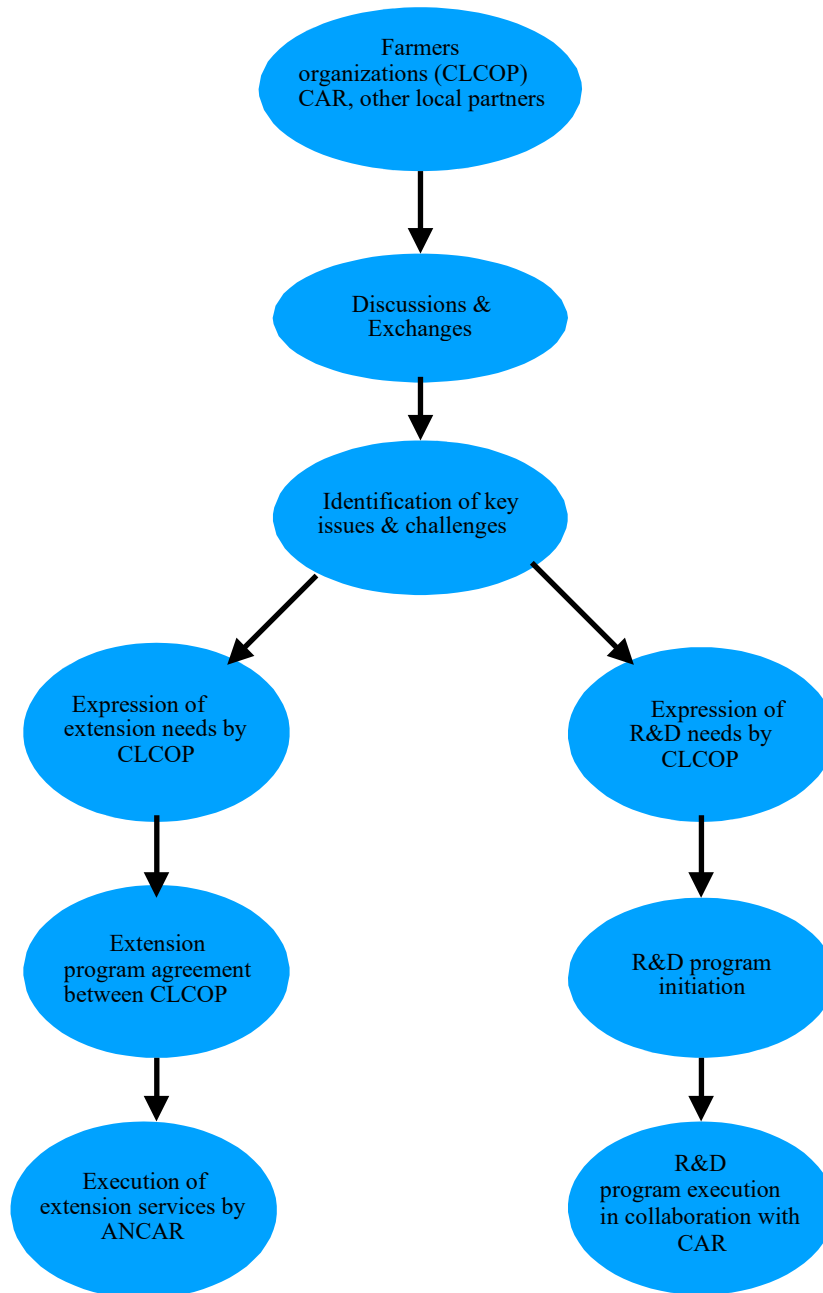 Farmers
organizations (CLCOP)
CAR, other local partners
Discussions &
Exchanges
Identification of key
issues & challenges
Expression of
extension needs by
CLCOP
Expression of
R&D needs by
CLCOP
Extension
program agreement
between CLCOP
R&D program
initiation
Execution of
extension services by
ANCAR
R&D
program execution
in collaboration with
CAR